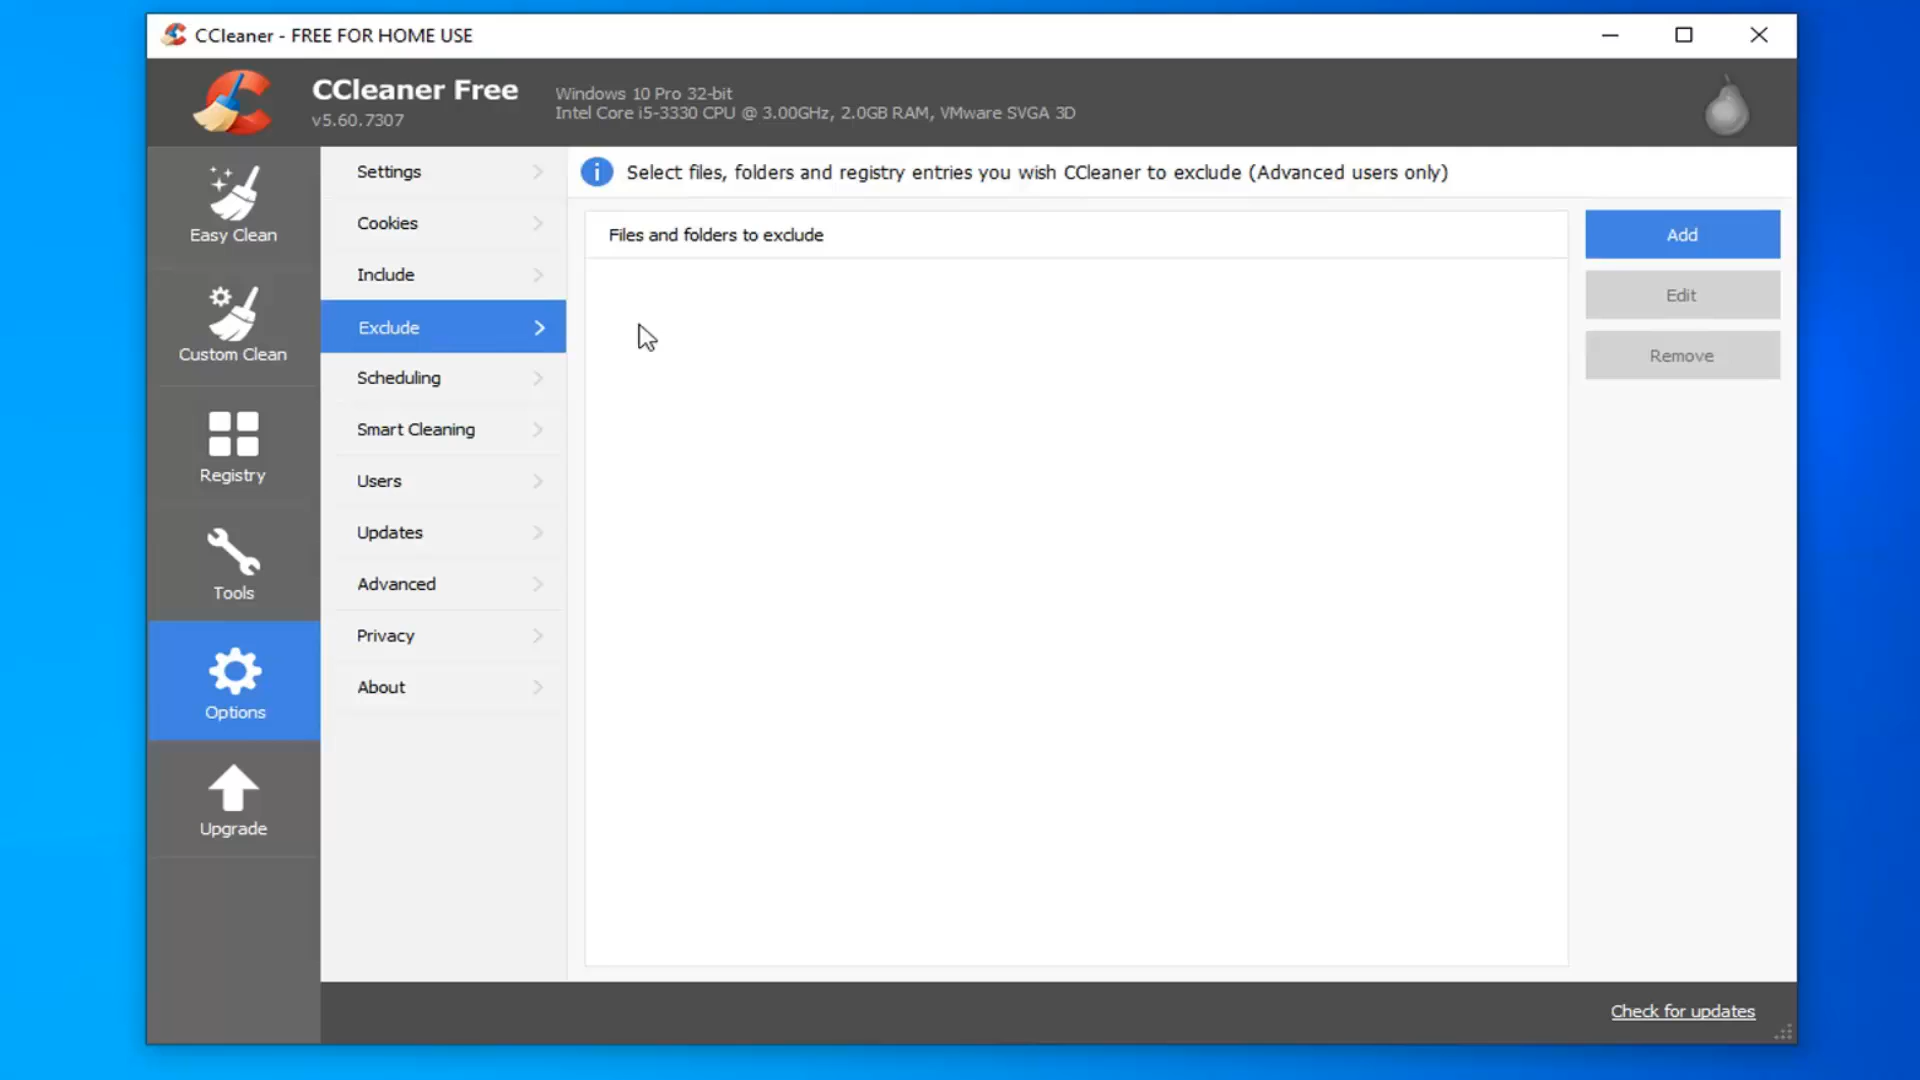 CCleaner - FREE FOR HOME USE
CCleaner Free
v5.60.7307
Windows 10 Pro 32-bit
Intel Core i5-3330 CPU @ 3.00GHz, 2.0GB RAM, VMware SVGA 3D
Easy Clean
Custom Clean
Registry
Tools
Options
Upgrade
Settings
Cookies
Include
Exclude
Scheduling
Smart Cleaning
Users
Updates
Advanced
Privacy
About
Select files, folders and registry entries you wish CCleaner to exclude (Advanced users only)
Files and folders to exclude
Add
Edit
Remove
Check for updates